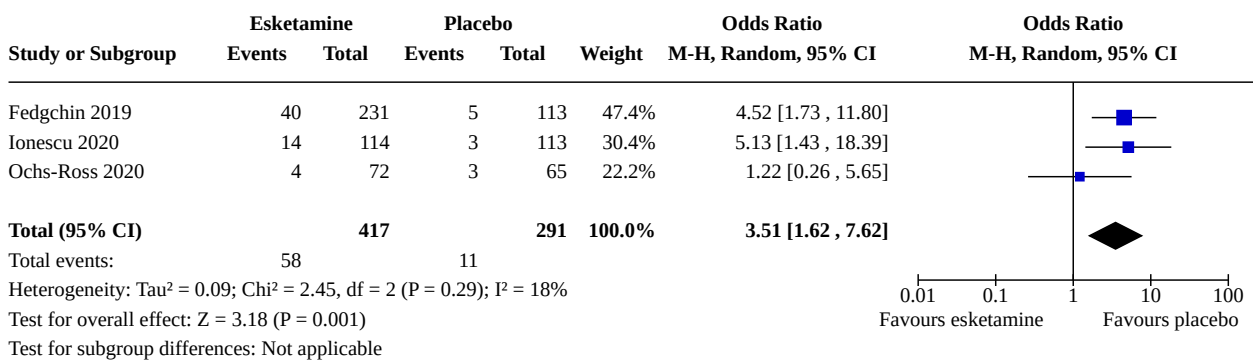 Esketamine Placebo Odds Ratio Odds Ratio
Study or Subgroup Events Total Events Total Weight M-H, Random, 95% CI M-H, Random, 95% CI
Fedgchin 2019 40 231 5 113 47.4% 4.52 [1.73 , 11.80]
Ionescu 2020 14 114 3 113 30.4% 5.13 [1.43 , 18.39]
Ochs-Ross 2020 4 72 3 65 22.2% 1.22 [0.26 , 5.65]
Total (95% CI) 417 291 100.0% 3.51 [1.62 , 7.62]
Total events: 58 11
Heterogeneity: Tau² = 0.09; Chi² = 2.45, df = 2 (P = 0.29); I² = 18%
0.01 0.1 1 10 100
Test for overall effect: Z = 3.18 (P = 0.001) Favours esketamine Favours placebo
Test for subgroup differences: Not applicable